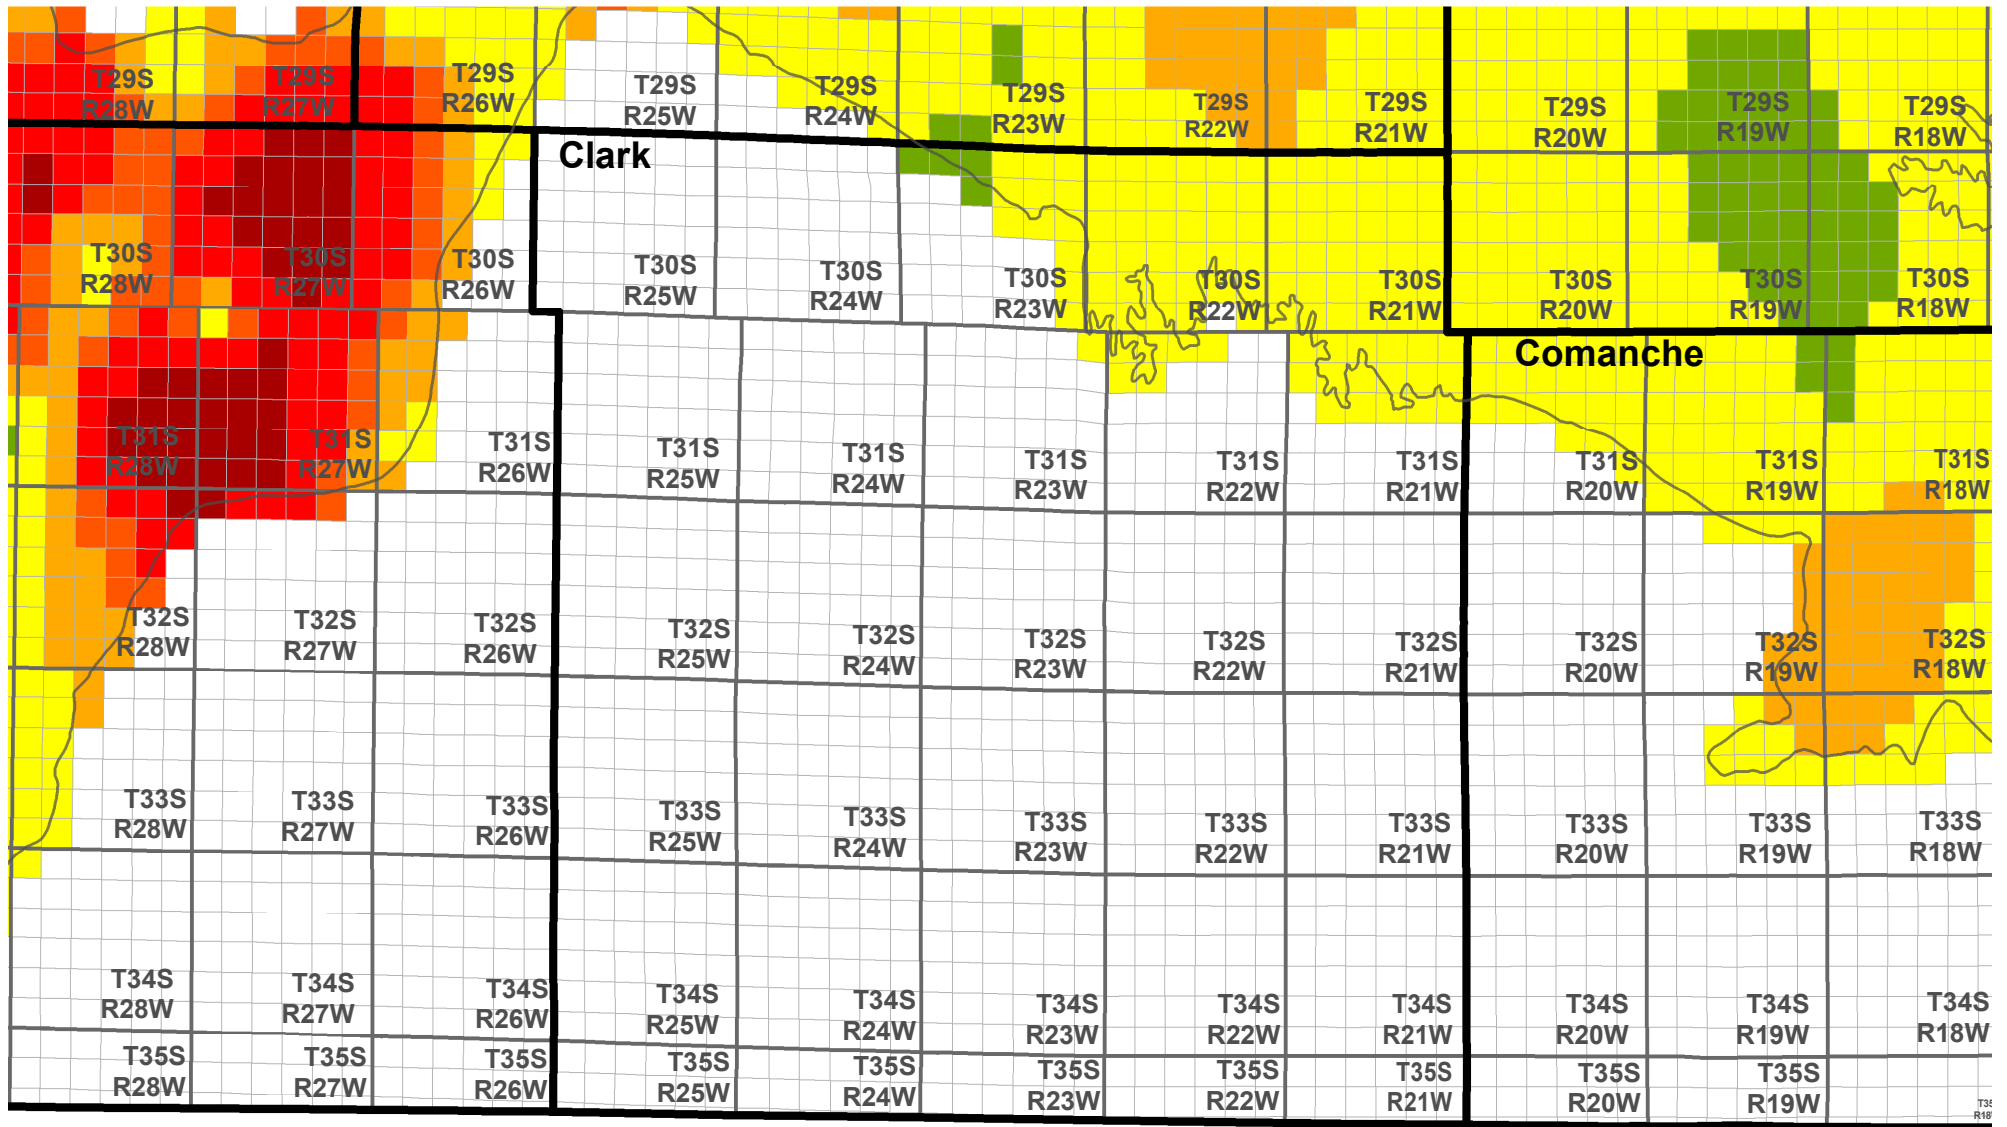 T29S
R28W
T29S
R27W
T29S
R26W
T29S
R25W
T29S
R24W
T29S
R23W
T29S
R22W
T29S
R21W
T29S
R20W
T29S
R19W
T29S
R18W
Clark
T30S
R28W
T30S
R27W
T30S
R26W
T30S
R25W
T30S
R24W
T30S
R23W
T30S
R22W
T30S
R21W
T30S
R20W
T30S
R19W
T30S
R18W
Comanche
T31S
R28W
T31S
R27W
T31S
R26W
T31S
R25W
T31S
R24W
T31S
R23W
T31S
R22W
T31S
R21W
T31S
R20W
T31S
R19W
T31S
R18W
T32S
R28W
T32S
R27W
T32S
R26W
T32S
R25W
T32S
R24W
T32S
R23W
T32S
R22W
T32S
R21W
T32S
R20W
T32S
R19W
T32S
R18W
T33S
R28W
T33S
R27W
T33S
R26W
T33S
R25W
T33S
R24W
T33S
R23W
T33S
R22W
T33S
R21W
T33S
R20W
T33S
R19W
T33S
R18W
T34S
R28W
T34S
R27W
T34S
R26W
T34S
R25W
T34S
R24W
T34S
R23W
T34S
R22W
T34S
R21W
T34S
R20W
T34S
R19W
T34S
R18W
T35S
R28W
T35S
R27W
T35S
R26W
T35S
R25W
T35S
R24W
T35S
R23W
T35S
R22W
T35S
R21W
T35S
R20W
T35S
R19W